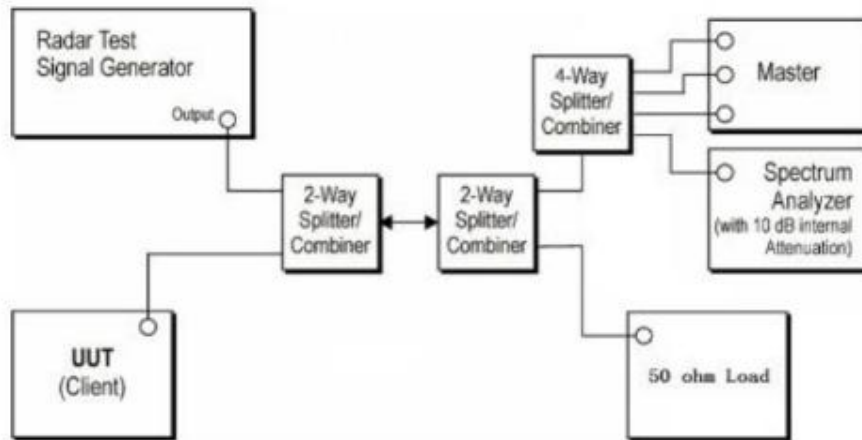 Radar Test
Signal Generator
Output
4-Way
Splitter/
Combiner
Master
Spectrum
Analyzer
(with 10 dB internal
Attenuation)
2-Way
Splitter/
Combiner
2-Way
Splitter/
Combiner
UUT
(Client)
50 ohm Load